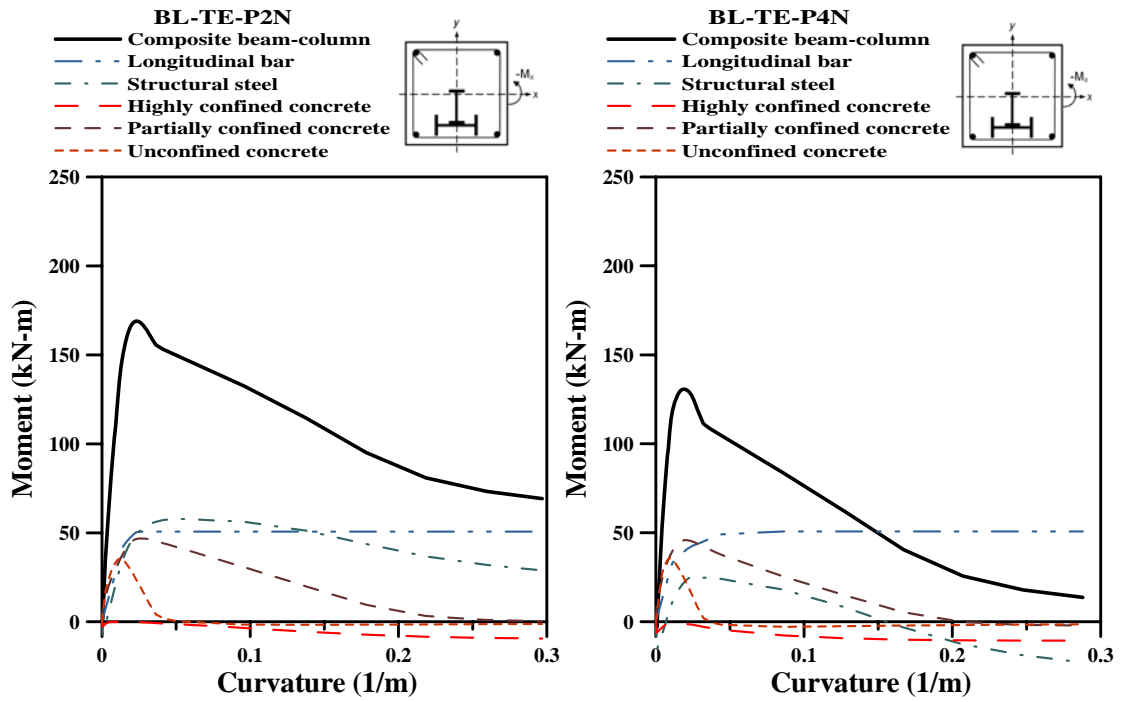 BL-TE-P2N
Composite beam-column
Longitudinal bar
Structural steel
Highly confined concrete
Partially confined concrete
Unconfined concrete
y
-Mx
x
250
200
150
100
50
0
Moment (kN-m)
0
0.1
0.2
0.3
Curvature (1/m)
BL-TE-P4N
Composite beam-column
Longitudinal bar
Structural steel
Highly confined concrete
Partially confined concrete
Unconfined concrete
y
-Mx
x
250
200
150
100
50
0
Moment (kN-m)
0
0.1
0.2
0.3
Curvature (1/m)